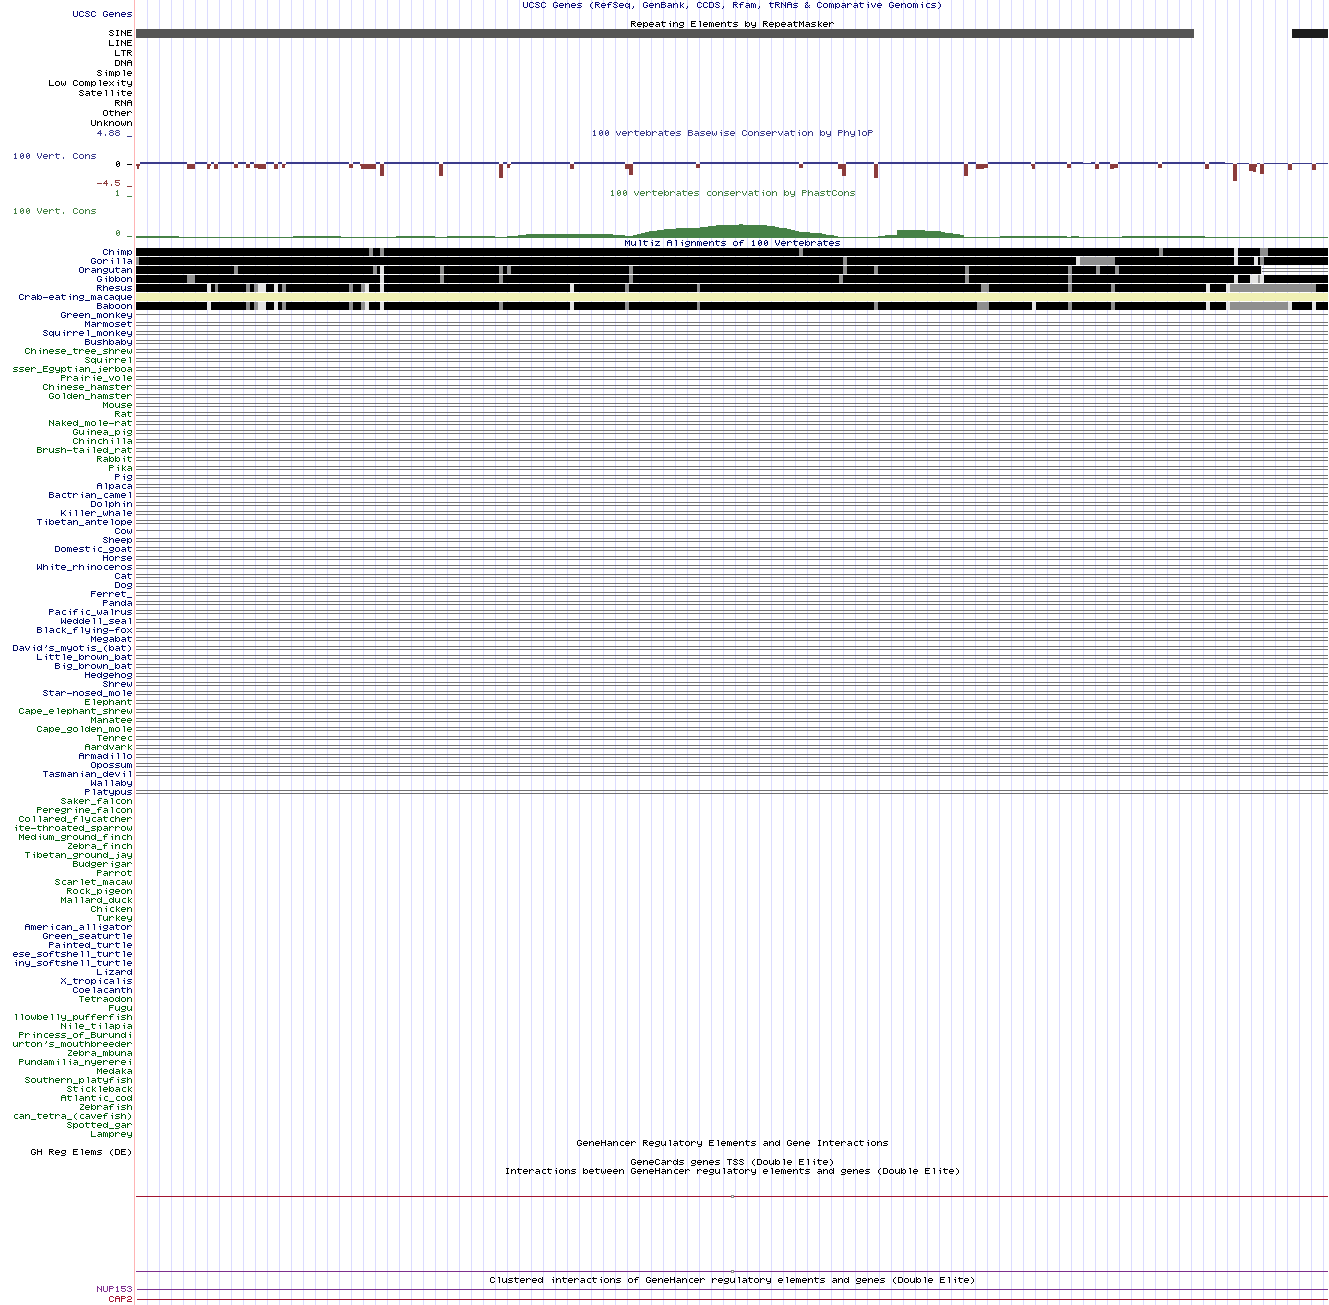 UCSC Genes (RefSeq, GenBank, CCDS, Rfam, tRNAs & Comparative Genomics)
UCSC Genes
Repeating Elements by RepeatMasker
SINE
LINE
LTR
DNA
Simple
Low Complexity
Satellite
RNA
Other
Unknown
4.88 _
100 vertebrates Basewise Conservation by PhyloP
100 Vert. Cons
0 _
-4.5 _
100 vertebrates conservation by PhastCons
1 _
100 Vert. Cons
0 _
Multiz Alignments of 100 Vertebrates
Chimp
Gorilla
Orangutan
Gibbon
Rhesus
Crab-eating_macaque
Baboon
Green_monkey
Marmoset
Squirrel_monkey
Bushbaby
Chinese_tree_shrew
Squirrel
sser_Egyptian_jerboa
Prairie_vole
Chinese_hamster
Golden_hamster
Mouse
Rat
Naked_mole-rat
Guinea_pig
Chinchilla
Brush-tailed_rat
Rabbit
Pika
Pig
Alpaca
Bactrian_camel
Dolphin
Killer_whale
Tibetan_antelope
Cow
Sheep
Domestic_goat
Horse
White_rhinoceros
Cat
Dog
Ferret_
Panda
Pacific_walrus
Weddell_seal
Black_flying-fox
Megabat
David's_myotis_(bat)
Little_brown_bat
Big_brown_bat
Hedgehog
Shrew
Star-nosed_mole
Elephant
Cape_elephant_shrew
Manatee
Cape_golden_mole
Tenrec
Aardvark
Armadillo
Opossum
Tasmanian_devil
Wallaby
Platypus
Saker_falcon
Peregrine_falcon
Collared_flycatcher
ite-throated_sparrow
Medium_ground_finch
Zebra_finch
Tibetan_ground_jay
Budgerigar
Parrot
Scarlet_macaw
Rock_pigeon
Mallard_duck
Chicken
Turkey
American_alligator
Green_seaturtle
Painted_turtle
ese_softshell_turtle
iny_softshell_turtle
Lizard
X_tropicalis
Coelacanth
Tetraodon
Fugu
llowbelly_pufferfish
Nile_tilapia
Princess_of_Burundi
urton's_mouthbreeder
Zebra_mbuna
Pundamilia_nyererei
Medaka
Southern_platyfish
Stickleback
Atlantic_cod
Zebrafish
can_tetra_(cavefish)
Spotted_gar
Lamprey
GeneHancer Regulatory Elements and Gene Interactions
GH Reg Elems (DE)
GeneCards genes TSS (Double Elite)
Interactions between GeneHancer regulatory elements and genes (Double Elite)
Clustered interactions of GeneHancer regulatory elements and genes (Double Elite)
NUP153
CAP2